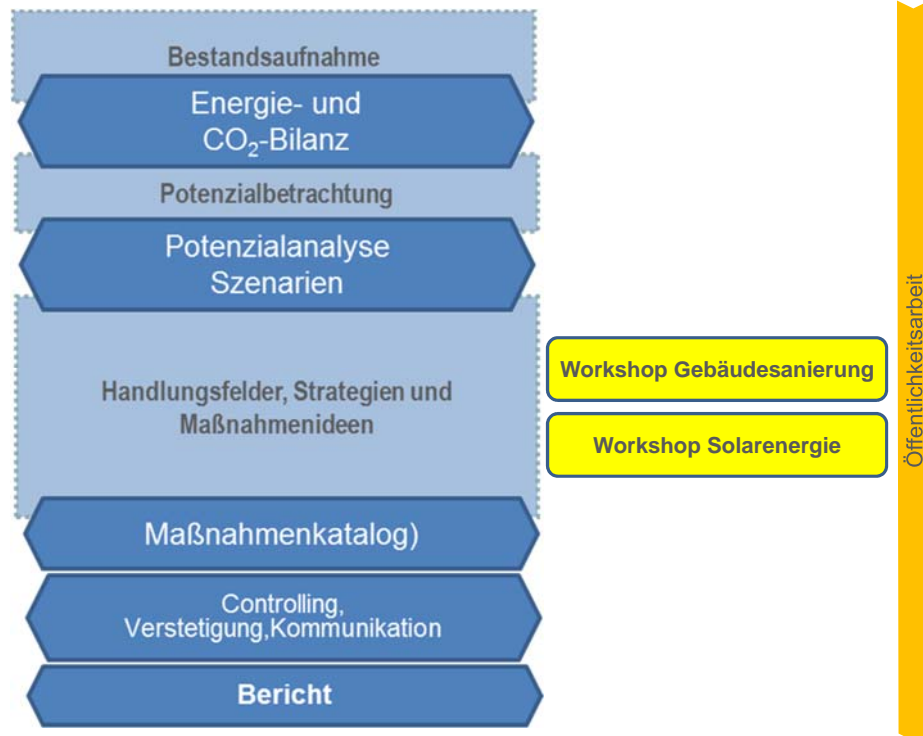 Bestandsaufnahme
Energie- und
CO₂-Bilanz
Potenzialbetrachtung
Potenzialanalyse
Szenarien
Handlungsfelder, Strategien und
Maßnahmenideen
Workshop Gebäudesanierung
Workshop Solarenergie
Maßnahmenkatalog)
Controlling,
Verstetigung,Kommunikation
Bericht
Öffentlichkeitsarbeit